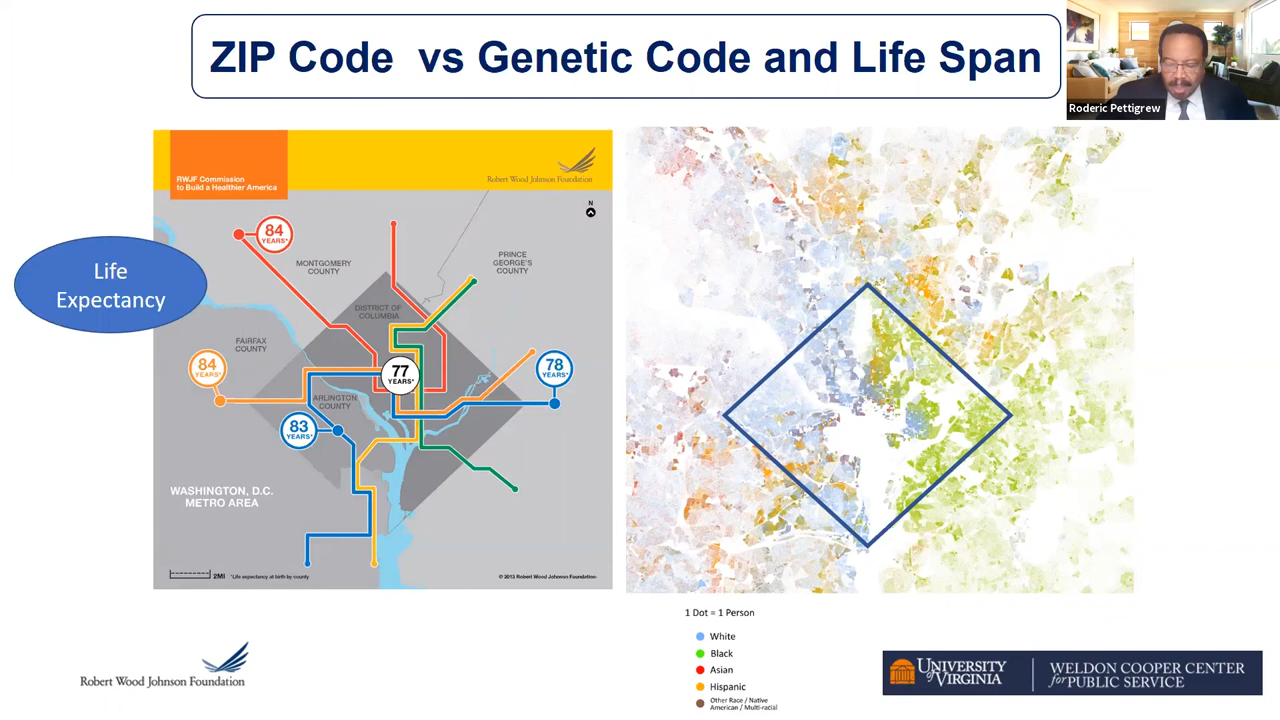 ZIP Code vs Genetic Code and Life Span
Roderic Pettigrew
RWJF Commission
to Build a Healthier America
Robert Wood Johnson Foundation
N
84
YEARS*
MONTGOMERY
COUNTY
PRINCE
GEORGE'S
COUNTY
Life
Expectancy
DISTRICT OF
COLUMBIA
FAIRFAX
COUNTY
84
YEARS*
77
YEARS*
78
YEARS*
ARLINGTON
COUNTY
83
YEARS*
WASHINGTON, D.C.
METRO AREA
2MI
*Life expectancy at birth by county
© 2013 Robert Wood Johnson Foundation
1 Dot = 1 Person
White
Black
Asian
Hispanic
Other Race / Native
American / Multi-racial
Robert Wood Johnson Foundation
UNIVERSITY
of VIRGINIA
WELDON COOPER CENTER
for PUBLIC SERVICE